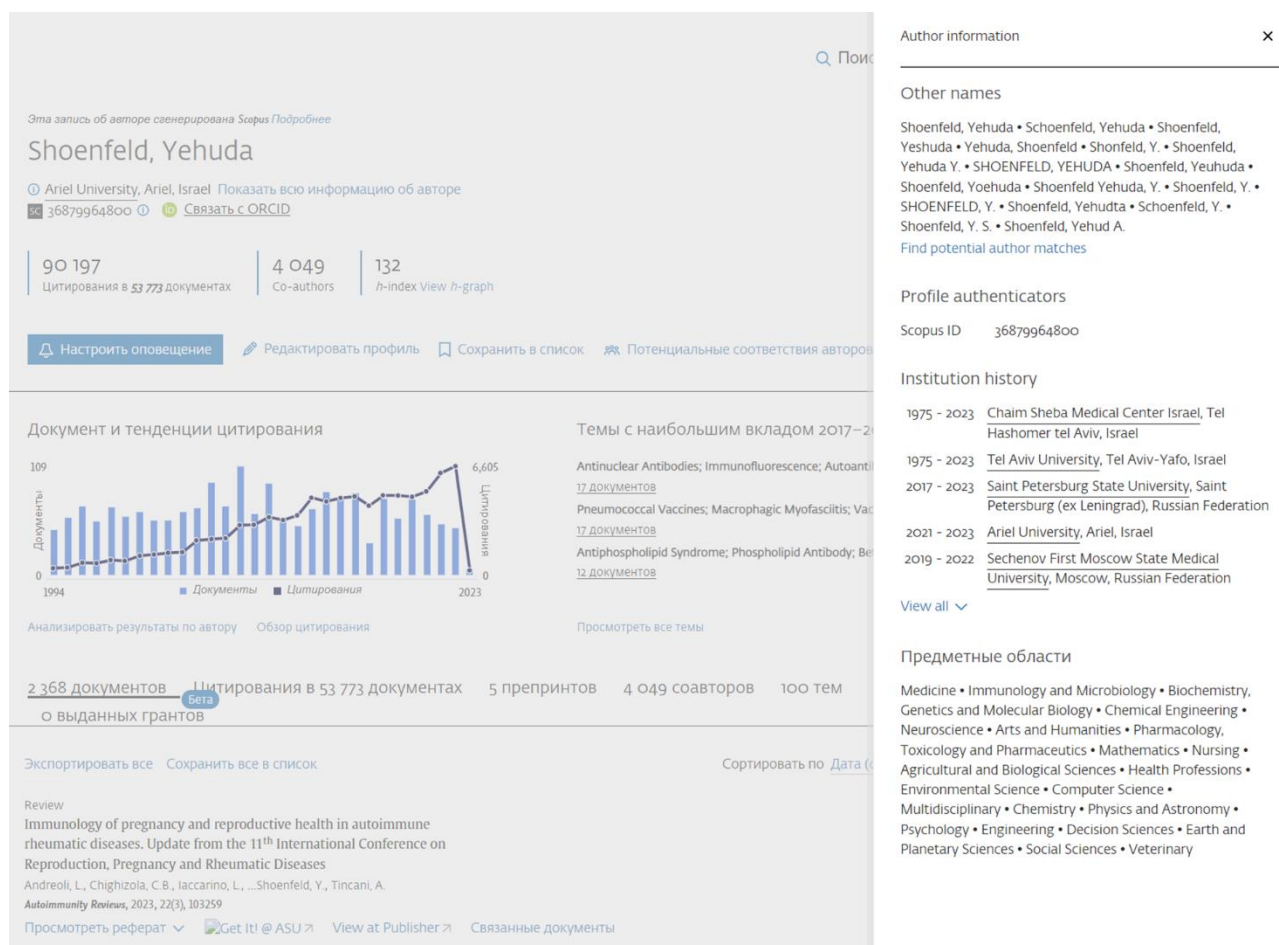 Поис
Эта запись об авторе сгенерирована Scopus Подробнее
Shoenfeld, Yehuda
Ariel University, Ariel, Israel Показать всю информацию об авторе
SC 36879964800 iD Связать с ORCID
90 197
Цитирования в 53 773 документах
4 049
Co-authors
132
h-index View h-graph
Настроить оповещение Редактировать профиль Сохранить в список Потенциальные соответствия авторов
Документ и тенденции цитирования
109
6,605
Документы
Цитирования
0
0
1994
Документы Цитирования
2023
Анализировать результаты по автору Обзор цитирования
Темы с наибольшим вкладом 2017–2
Antinuclear Antibodies; Immunofluorescence; Autoanti
17 документов
Pneumococcal Vaccines; Macrophagic Myofasciitis; Vac
17 документов
Antiphospholipid Syndrome; Phospholipid Antibody; Be
12 документов
Просмотреть все темы
2 368 документов Цитирования в 53 773 документах 5 препринтов 4 049 соавторов 100 тем
Бета
0 выданных грантов
Экспортировать все Сохранить все в список
Сортировать по Дата (
Review
Immunology of pregnancy and reproductive health in autoimmune
rheumatic diseases. Update from the 11th International Conference on
Reproduction, Pregnancy and Rheumatic Diseases
Andreoli, L., Chighizola, C.B., Iaccarino, L., ...Shoenfeld, Y., Tincani, A.
Autoimmunity Reviews, 2023, 22(3), 103259
Просмотреть реферат Get It! @ ASU View at Publisher Связанные документы
Author information
Other names
Shoenfeld, Yehuda • Schoenfeld, Yehuda • Shoenfeld,
Yeshuda • Yehuda, Shoenfeld • Shonfeld, Y. • Shoenfeld,
Yehuda Y. • SHOENFELD, YEHUDA • Shoenfeld, Yeuhuda •
Shoenfeld, Yoehuda • Shoenfeld Yehuda, Y. • Shoenfeld, Y. •
SHOENFELD, Y. • Shoenfeld, Yehudta • Schoenfeld, Y. •
Shoenfeld, Y. S. • Shoenfeld, Yehud A.
Find potential author matches
Profile authenticators
Scopus ID 36879964800
Institution history
1975 - 2023 Chaim Sheba Medical Center Israel, Tel
Hashomer tel Aviv, Israel
1975 - 2023 Tel Aviv University, Tel Aviv-Yafo, Israel
2017 - 2023 Saint Petersburg State University, Saint
Petersburg (ex Leningrad), Russian Federation
2021 - 2023 Ariel University, Ariel, Israel
2019 - 2022 Sechenov First Moscow State Medical
University, Moscow, Russian Federation
View all
Предметные области
Medicine • Immunology and Microbiology • Biochemistry,
Genetics and Molecular Biology • Chemical Engineering •
Neuroscience • Arts and Humanities • Pharmacology,
Toxicology and Pharmaceutics • Mathematics • Nursing •
Agricultural and Biological Sciences • Health Professions •
Environmental Science • Computer Science •
Multidisciplinary • Chemistry • Physics and Astronomy •
Psychology • Engineering • Decision Sciences • Earth and
Planetary Sciences • Social Sciences • Veterinary